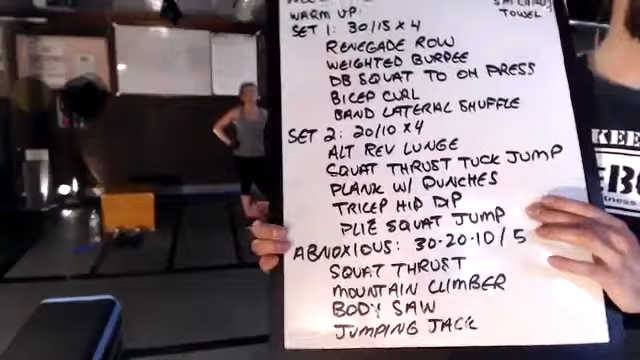 WARM UP:
TOWEL
SET 1: 30/15 X 4
RENEGADE ROW
WEIGHTED BURPEE
DB SQUAT TO OH PRESS
BICEP CURL
BAND LATERAL SHUFFLE
SET 2: 20/10 X 4
ALT REV LUNGE
SQUAT THRUST TUCK JUMP
PLANK W/ PUNCHES
TRICEP HIP DIP
PLIE SQUAT JUMP
ABNOXIOUS: 30-20-10/5
SQUAT THRUST
MOUNTAIN CLIMBER
BODY SAW
JUMPING JACK
KEE